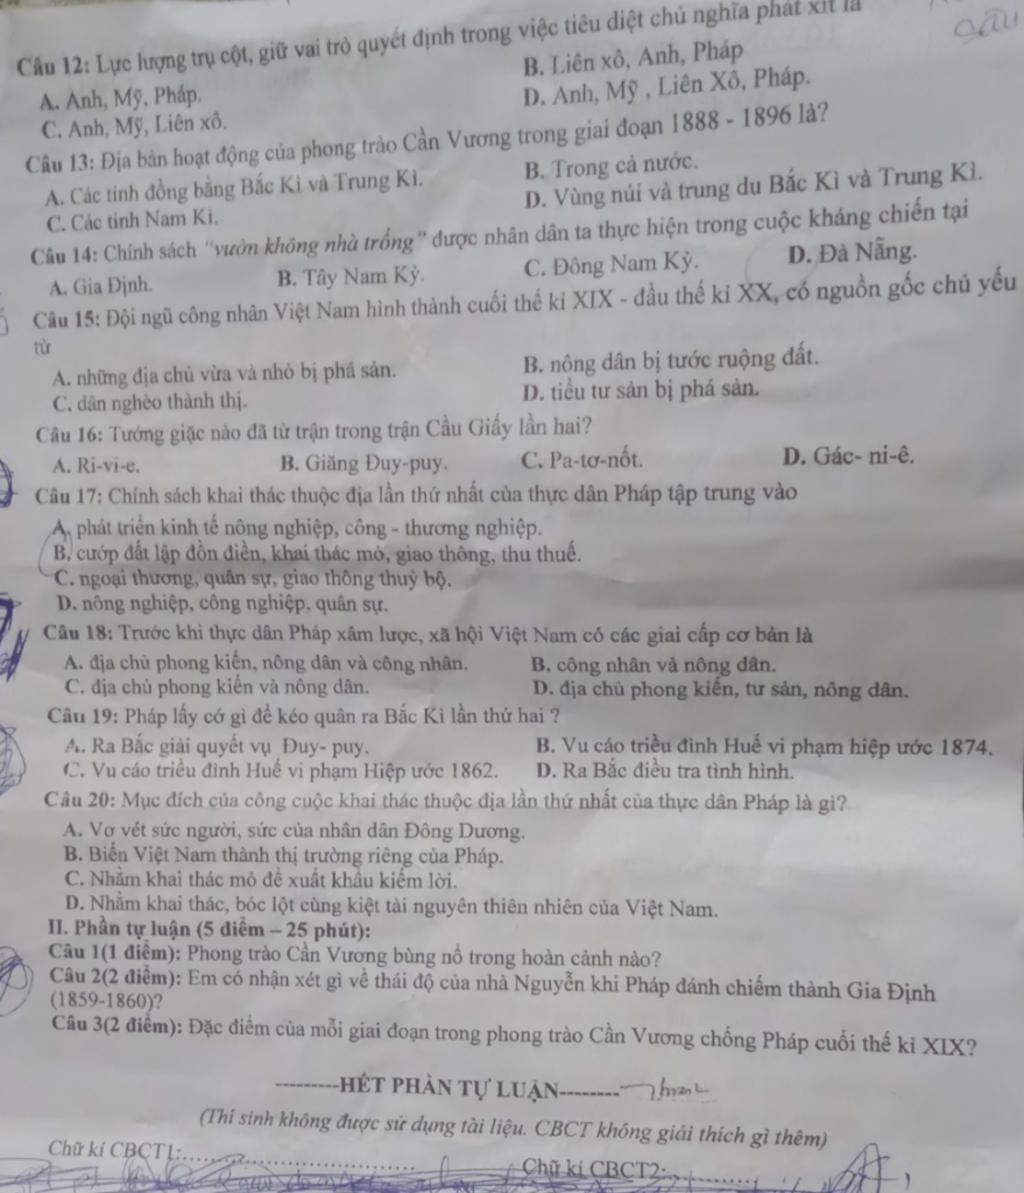 Câu 12: Lực lượng trụ cột, giữ vai trò quyết định trong việc tiêu diệt chủ nghĩa phát xít là
A. Anh, Mỹ, Pháp.
B. Liên xô, Anh, Pháp
C. Anh, Mỹ, Liên xô.
D. Anh, Mỹ , Liên Xô, Pháp.
Câu 13: Địa bàn hoạt động của phong trào Cần Vương trong giai đoạn 1888 - 1896 là?
A. Các tỉnh đồng bằng Bắc Kì và Trung Kì.
B. Trong cả nước.
C. Các tỉnh Nam Kì.
D. Vùng núi và trung du Bắc Kì và Trung Kì.
Câu 14: Chính sách "vườn không nhà trống" được nhân dân ta thực hiện trong cuộc kháng chiến tại
A. Gia Định. B. Tây Nam Kỳ. C. Đông Nam Kỳ. D. Đà Nẵng.
Câu 15: Đội ngũ công nhân Việt Nam hình thành cuối thế kỉ XIX - đầu thế kỉ XX, có nguồn gốc chủ yếu
từ
A. những địa chủ vừa và nhỏ bị phá sản.
B. nông dân bị tước ruộng đất.
C. dân nghèo thành thị.
D. tiểu tư sản bị phá sản.
Câu 16: Tướng giặc nào đã tử trận trong trận Cầu Giấy lần hai?
A. Ri-vi-e. B. Giăng Đuy-puy. C. Pa-tơ-nốt. D. Gác- ni-ê.
Câu 17: Chính sách khai thác thuộc địa lần thứ nhất của thực dân Pháp tập trung vào
A. phát triển kinh tế nông nghiệp, công - thương nghiệp.
B. cướp đất lập đồn điền, khai thác mỏ, giao thông, thu thuế.
C. ngoại thương, quân sự, giao thông thuỷ bộ.
D. nông nghiệp, công nghiệp, quân sự.
Câu 18: Trước khi thực dân Pháp xâm lược, xã hội Việt Nam có các giai cấp cơ bản là
A. địa chủ phong kiến, nông dân và công nhân. B. công nhân và nông dân.
C. địa chủ phong kiến và nông dân. D. địa chủ phong kiến, tư sản, nông dân.
Câu 19: Pháp lấy cớ gì để kéo quân ra Bắc Kì lần thứ hai ?
A. Ra Bắc giải quyết vụ Đuy- puy. B. Vu cáo triều đình Huế vi phạm hiệp ước 1874.
C. Vu cáo triều đình Huế vi phạm Hiệp ước 1862. D. Ra Bắc điều tra tình hình.
Câu 20: Mục đích của công cuộc khai thác thuộc địa lần thứ nhất của thực dân Pháp là gì?
A. Vơ vét sức người, sức của nhân dân Đông Dương.
B. Biến Việt Nam thành thị trường riêng của Pháp.
C. Nhằm khai thác mỏ để xuất khẩu kiếm lời.
D. Nhằm khai thác, bóc lột cùng kiệt tài nguyên thiên nhiên của Việt Nam.
II. Phần tự luận (5 điểm – 25 phút):
Câu 1(1 điểm): Phong trào Cần Vương bùng nổ trong hoàn cảnh nào?
Câu 2(2 điểm): Em có nhận xét gì về thái độ của nhà Nguyễn khi Pháp đánh chiếm thành Gia Định
(1859-1860)?
Câu 3(2 điểm): Đặc điểm của mỗi giai đoạn trong phong trào Cần Vương chống Pháp cuối thế kỉ XIX?
---------HẾT PHẦN TỰ LUẬN--------
(Thí sinh không được sử dụng tài liệu. CBCT không giải thích gì thêm)
Chữ kí CBCT1:........................................ Chữ kí CBCT2:................